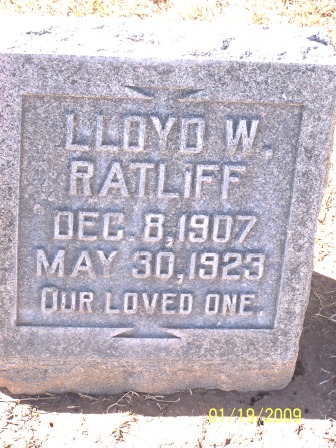 LLOYD W.
RATLIFF
DEC. 8, 1907
MAY 30, 1923
OUR LOVED ONE.
01/19/2009